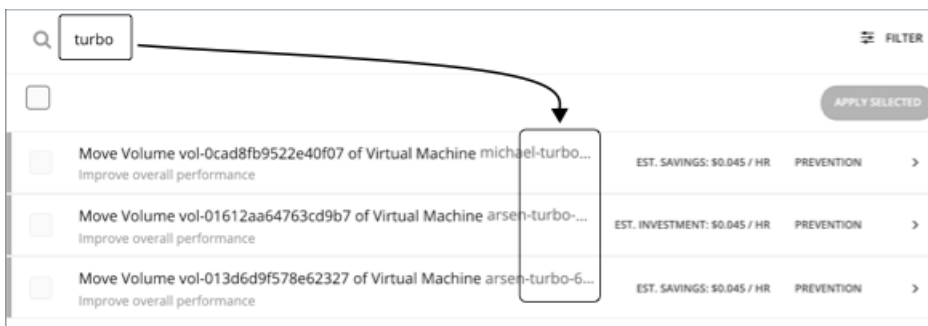 turbo
FILTER
APPLY SELECTED
Move Volume vol-0cad8fb9522e40f07 of Virtual Machine michael-turbo...
EST. SAVINGS: $0.045 / HR
PREVENTION
Improve overall performance
Move Volume vol-01612aa64763cd9b7 of Virtual Machine arsen-turbo-...
EST. INVESTMENT: $0.045 / HR
PREVENTION
Improve overall performance
Move Volume vol-013d6d9f578e62327 of Virtual Machine arsen-turbo-6...
EST. SAVINGS: $0.045 / HR
PREVENTION
Improve overall performance